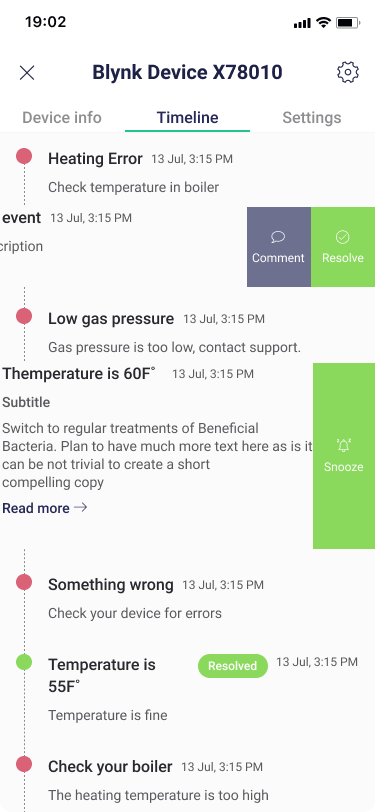 19:02
Blynk Device X78010
Device info Timeline Settings
Heating Error 13 Jul, 3:15 PM
Check temperature in boiler
event 13 Jul, 3:15 PM
cription
Comment Resolve
Low gas pressure 13 Jul, 3:15 PM
Gas pressure is too low, contact support.
Themperature is 60F˚ 13 Jul, 3:15 PM
Subtitle
Switch to regular treatments of Beneficial
Bacteria. Plan to have much more text here as is it
can be not trivial to create a short
compelling copy
Snooze
Read more →
Something wrong 13 Jul, 3:15 PM
Check your device for errors
Temperature is Resolved 13 Jul, 3:15 PM
55F˚
Temperature is fine
Check your boiler 13 Jul, 3:15 PM
The heating temperature is too high